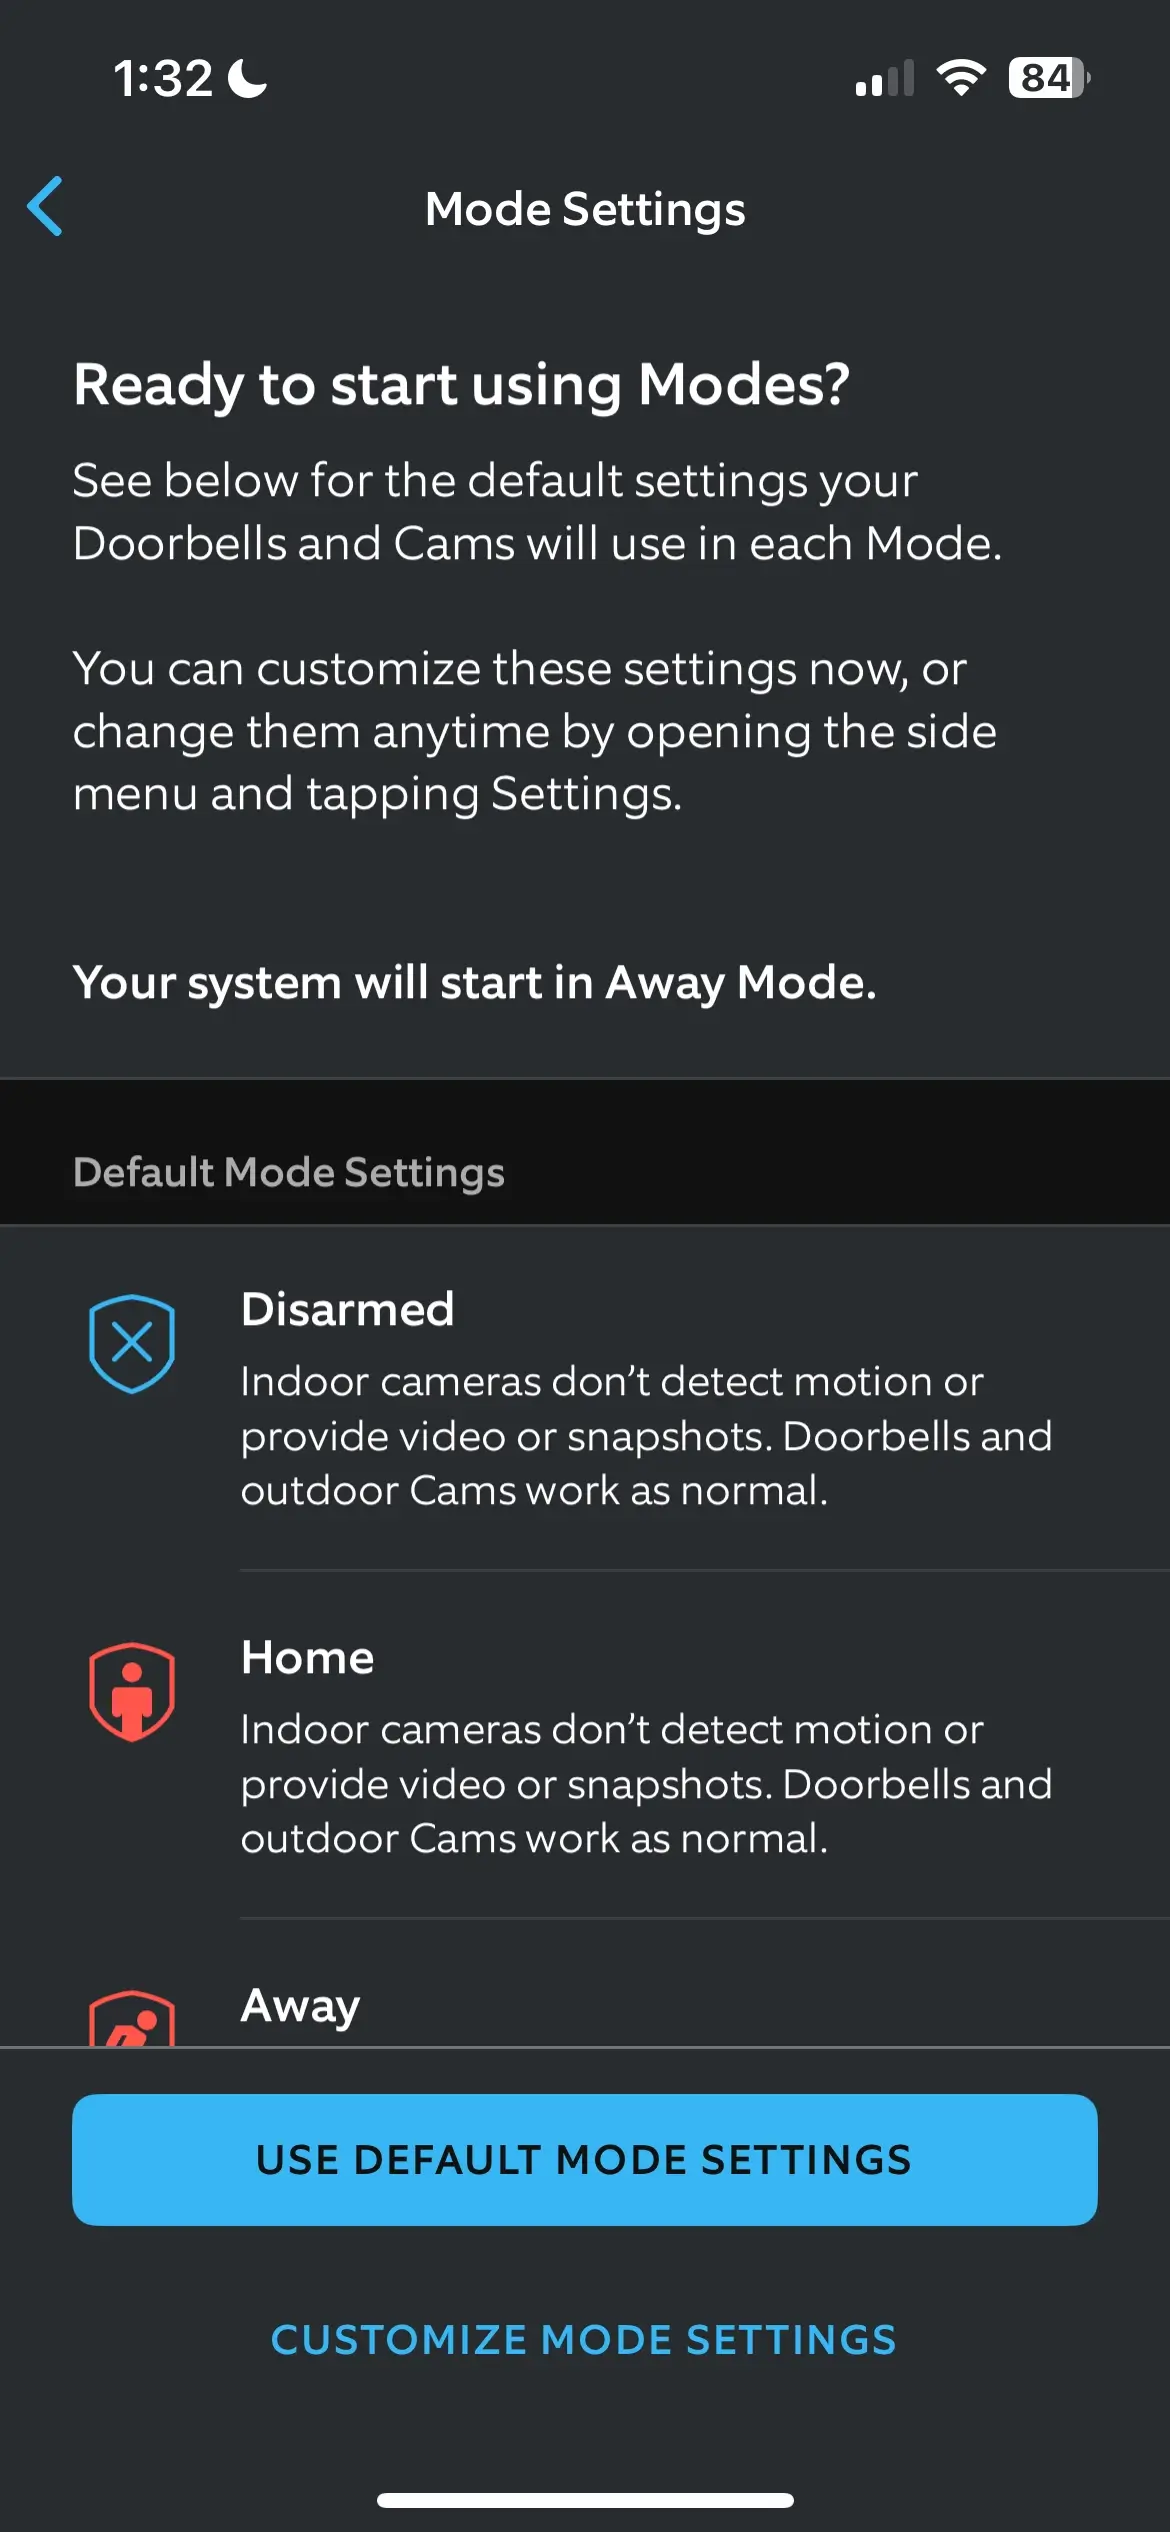 1:32
84
Mode Settings
Ready to start using Modes?
See below for the default settings your
Doorbells and Cams will use in each Mode.
You can customize these settings now, or
change them anytime by opening the side
menu and tapping Settings.
Your system will start in Away Mode.
Default Mode Settings
Disarmed
Indoor cameras don’t detect motion or
provide video or snapshots. Doorbells and
outdoor Cams work as normal.
Home
Indoor cameras don’t detect motion or
provide video or snapshots. Doorbells and
outdoor Cams work as normal.
Away
USE DEFAULT MODE SETTINGS
CUSTOMIZE MODE SETTINGS